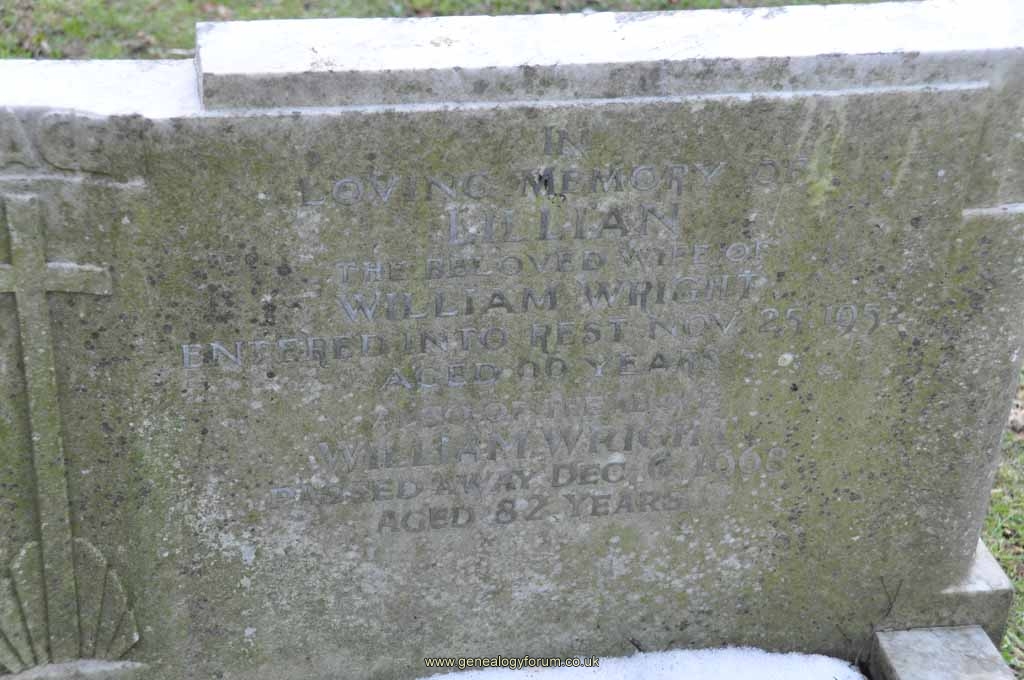 IN
LOVING MEMORY OF
LILLIAN
THE BELOVED WIFE OF
WILLIAM WRIGHT
ENTERED INTO REST NOV. 25. 1952
AGED YEARS
ALSO OF THE ABOVE
WILLIAM WRIGHT
PASSED AWAY DEC. 6. 1968
AGED 82 YEARS
www.genealogyforum.co.uk